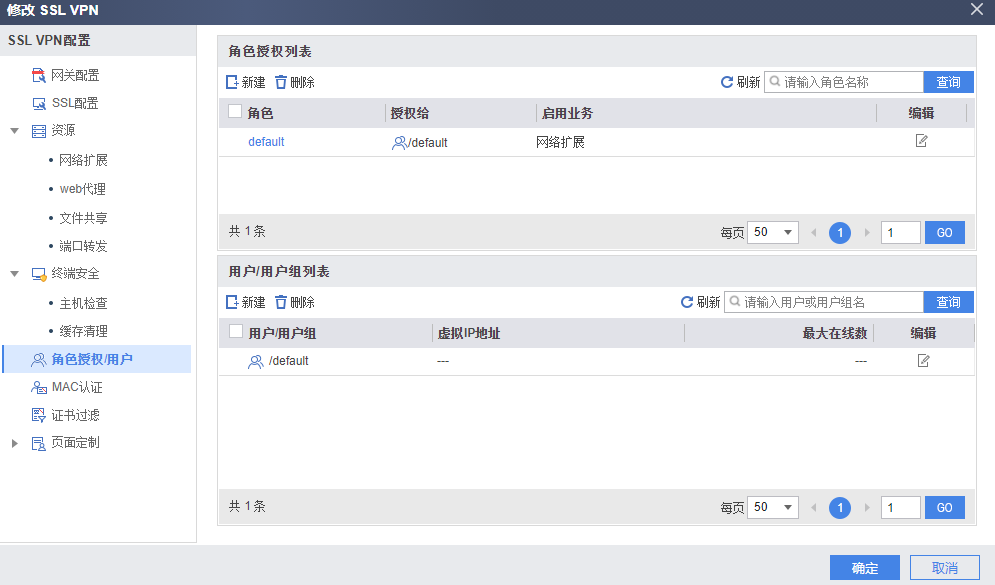 修改 SSL VPN
SSL VPN配置
网关配置
SSL配置
资源
网络扩展
web代理
文件共享
端口转发
终端安全
主机检查
缓存清理
角色授权/用户
MAC认证
证书过滤
页面定制
角色授权列表
新建 删除 刷新 请输入角色名称 查询
角色 授权给 启用业务 编辑
default /default 网络扩展
共 1 条 每页 50 1 1 GO
用户/用户组列表
新建 删除 刷新 请输入用户或用户组名 查询
用户/用户组 虚拟IP地址 最大在线数 编辑
/default --- ---
共 1 条 每页 50 1 1 GO
确定 取消